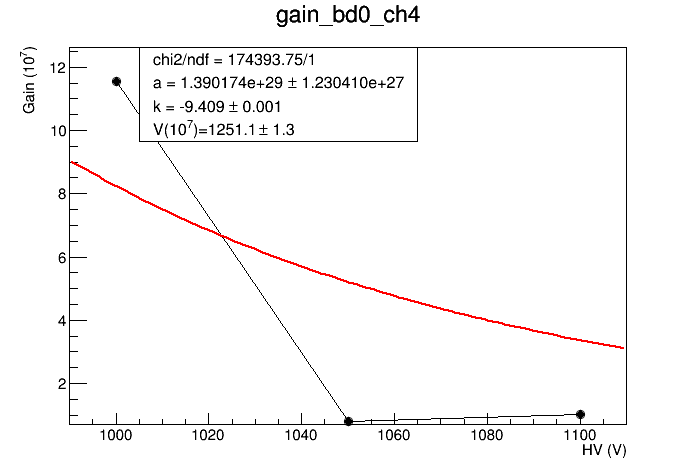 gain_bd0_ch4
Gain (10⁷)
chi2/ndf = 174393.75/1
a = 1.390174e+29 ± 1.230410e+27
k = -9.409 ± 0.001
V(10⁷)=1251.1 ± 1.3
12
10
8
6
4
2
1000 1020 1040 1060 1080 1100
HV (V)